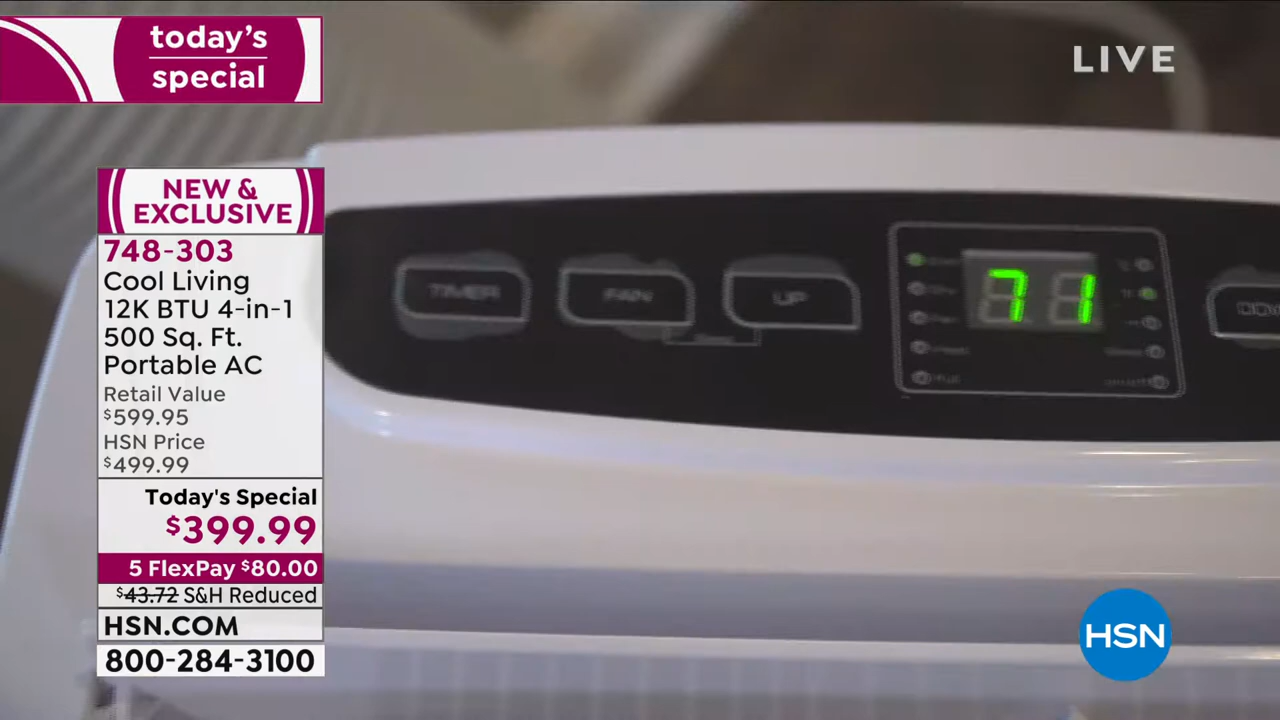 today's
special
LIVE
NEW &
EXCLUSIVE
748-303
Cool Living
12K BTU 4-in-1
500 Sq. Ft.
Portable AC
Retail Value
$599.95
HSN Price
$499.99
Today's Special
$399.99
5 FlexPay $80.00
$43.72 S&H Reduced
HSN.COM
800-284-3100
TIMER
FAN
UP
71
HSN